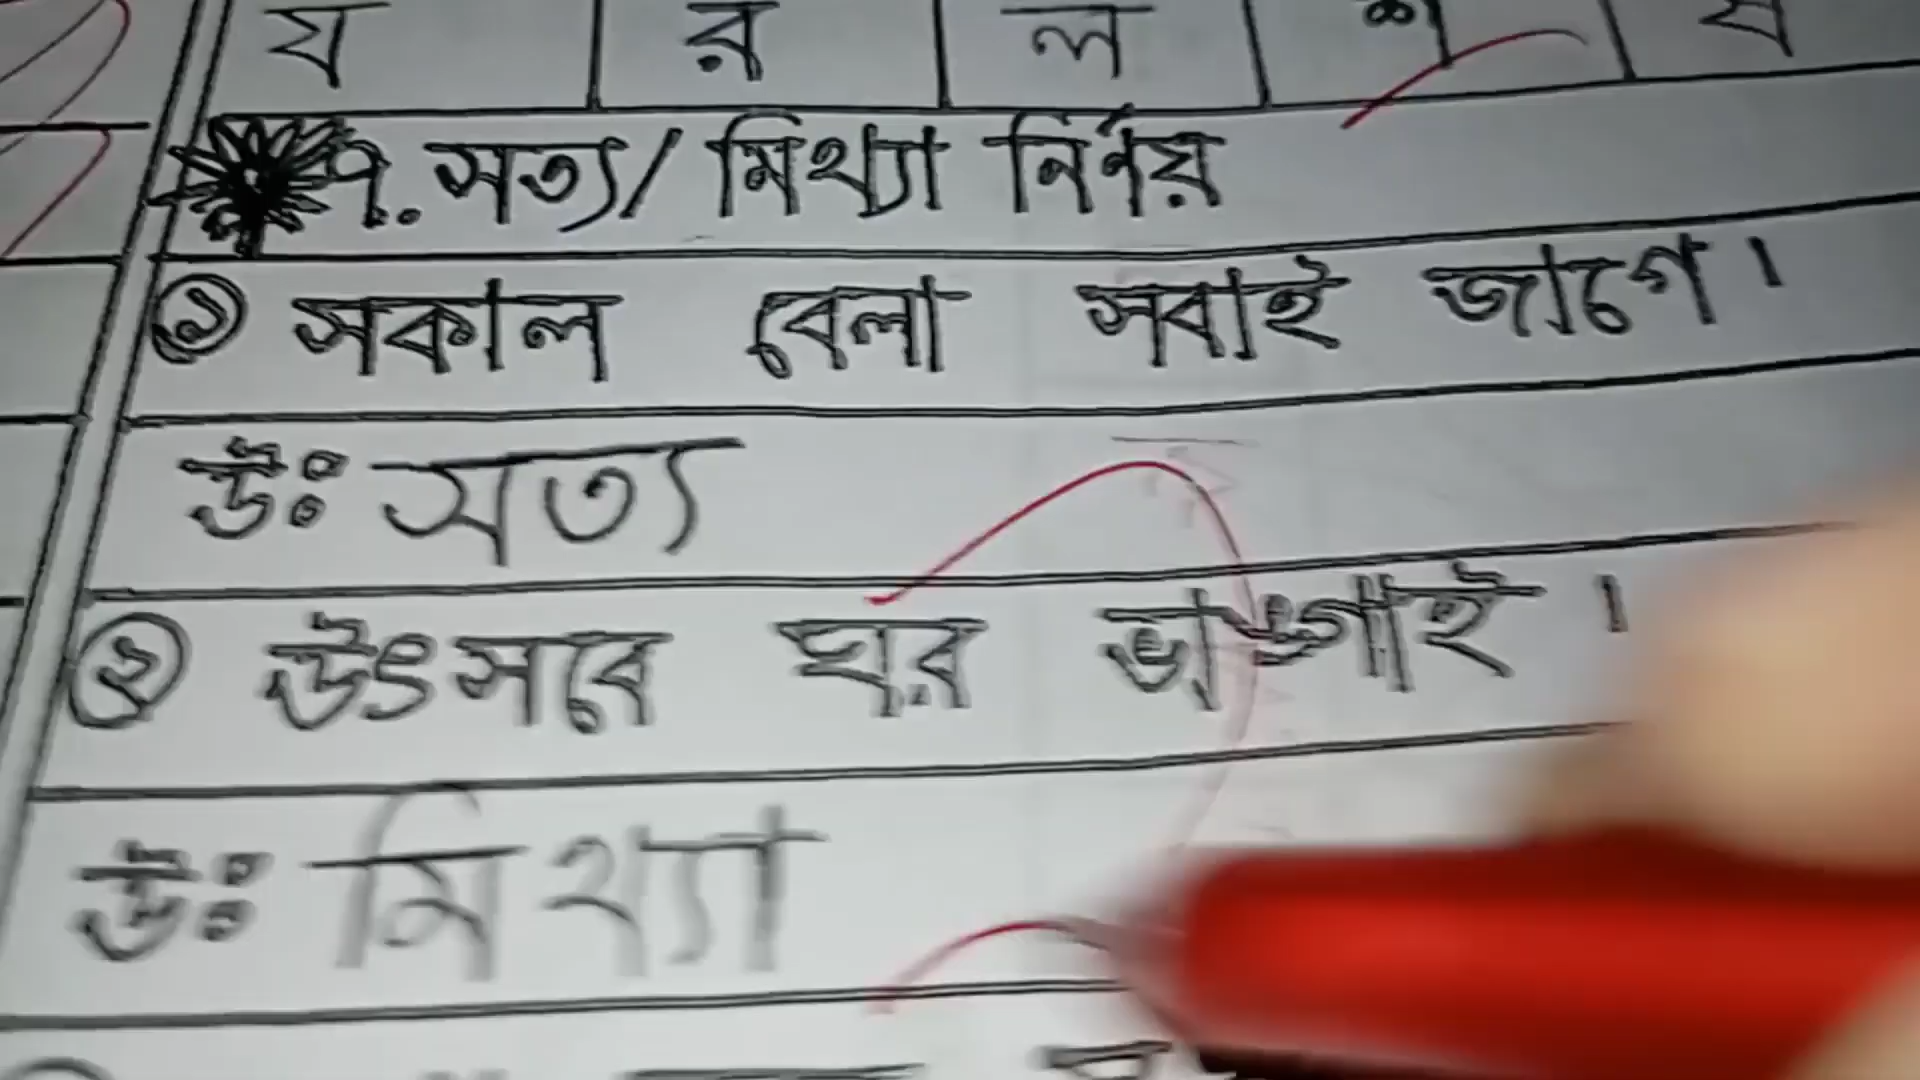 য র ল শ ষ
৭. সত্য/ মিথ্যা নির্ণয়
১ সকাল বেলা সবাই জাগে।
উঃ সত্য
২ উৎসবে ঘর ভাঙ্গাই।
উঃ মিথ্যা